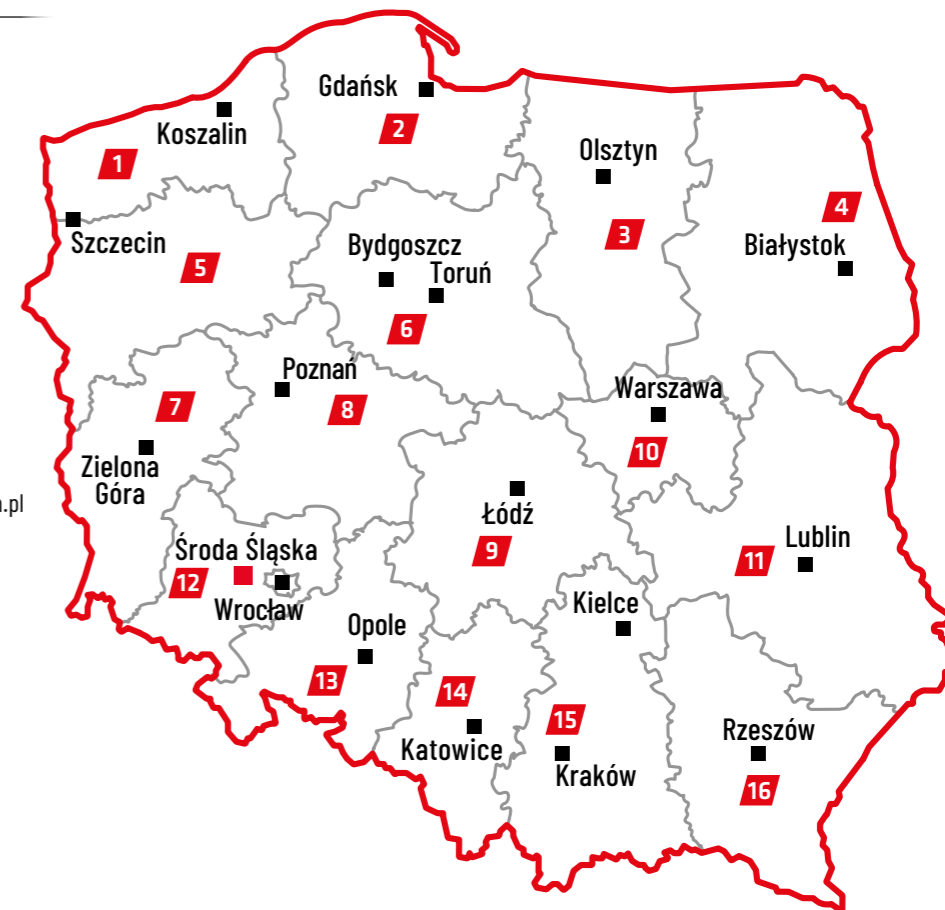 Gdańsk
2
Koszalin
1
Olsztyn
3
4
Szczecin
5
Bydgoszcz
Toruń
6
Białystok
Poznań
8
7
Warszawa
10
Zielona
Góra
a.pl
Łódź
9
Środa Śląska
12
Wrocław
11
Lublin
Kielce
Opole
13
14
Katowice
15
Kraków
Rzeszów
16